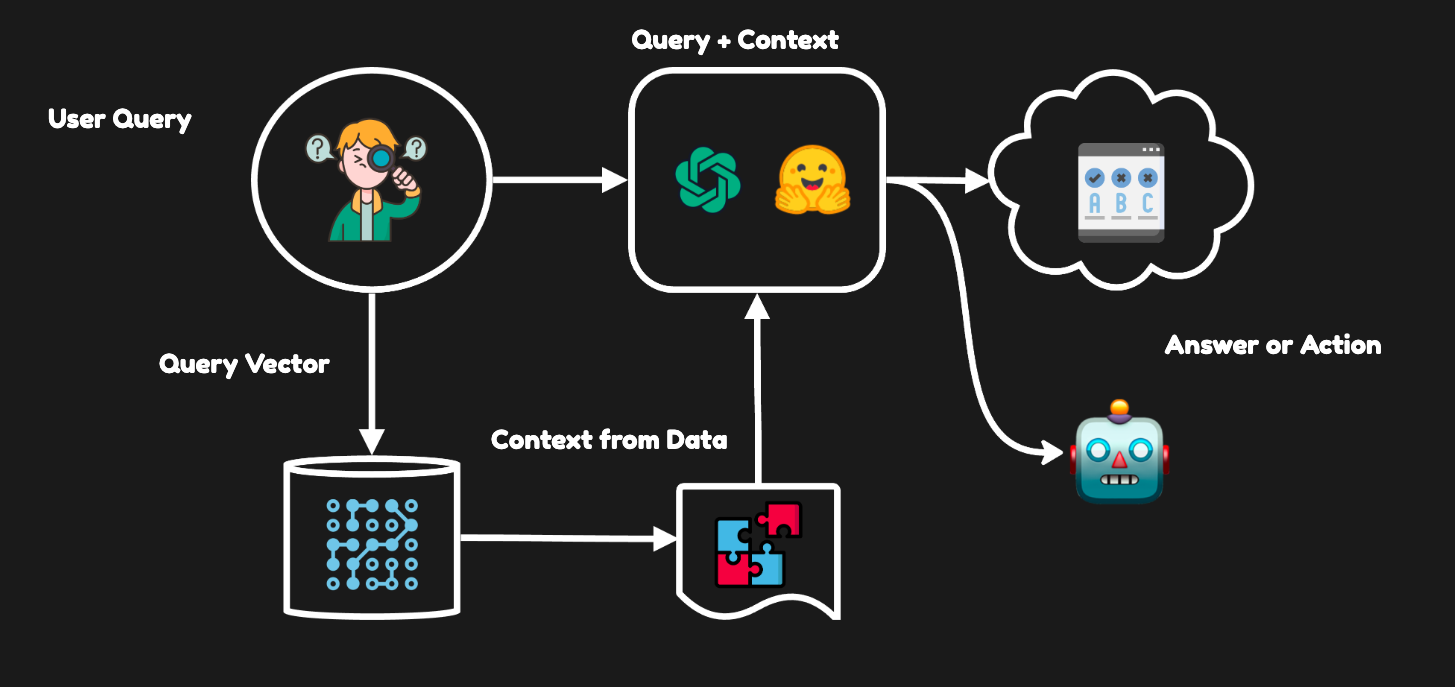 Query + Context
User Query
? ?
A B C
Answer or Action
Query Vector
Context from Data